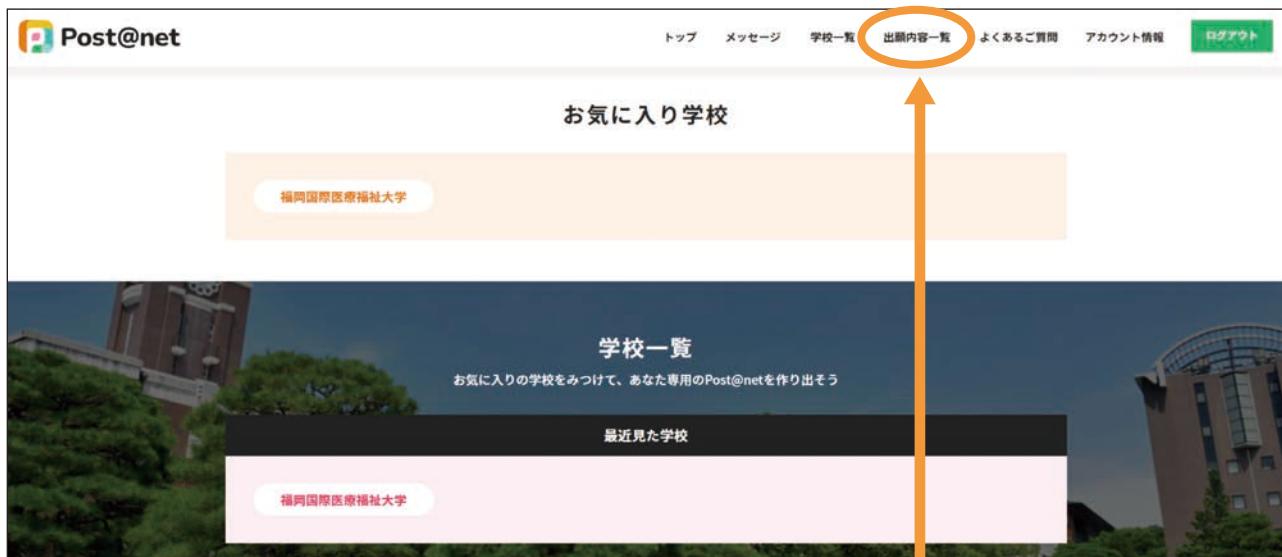 Post@net
トップ メッセージ 学校一覧 出願内容一覧 よくあるご質問 アカウント情報 ログアウト
お気に入り学校
福岡国際医療福祉大学
学校一覧
お気に入りの学校をみつけて、あなた専用のPost@netを作り出そう
最近見た学校
福岡国際医療福祉大学